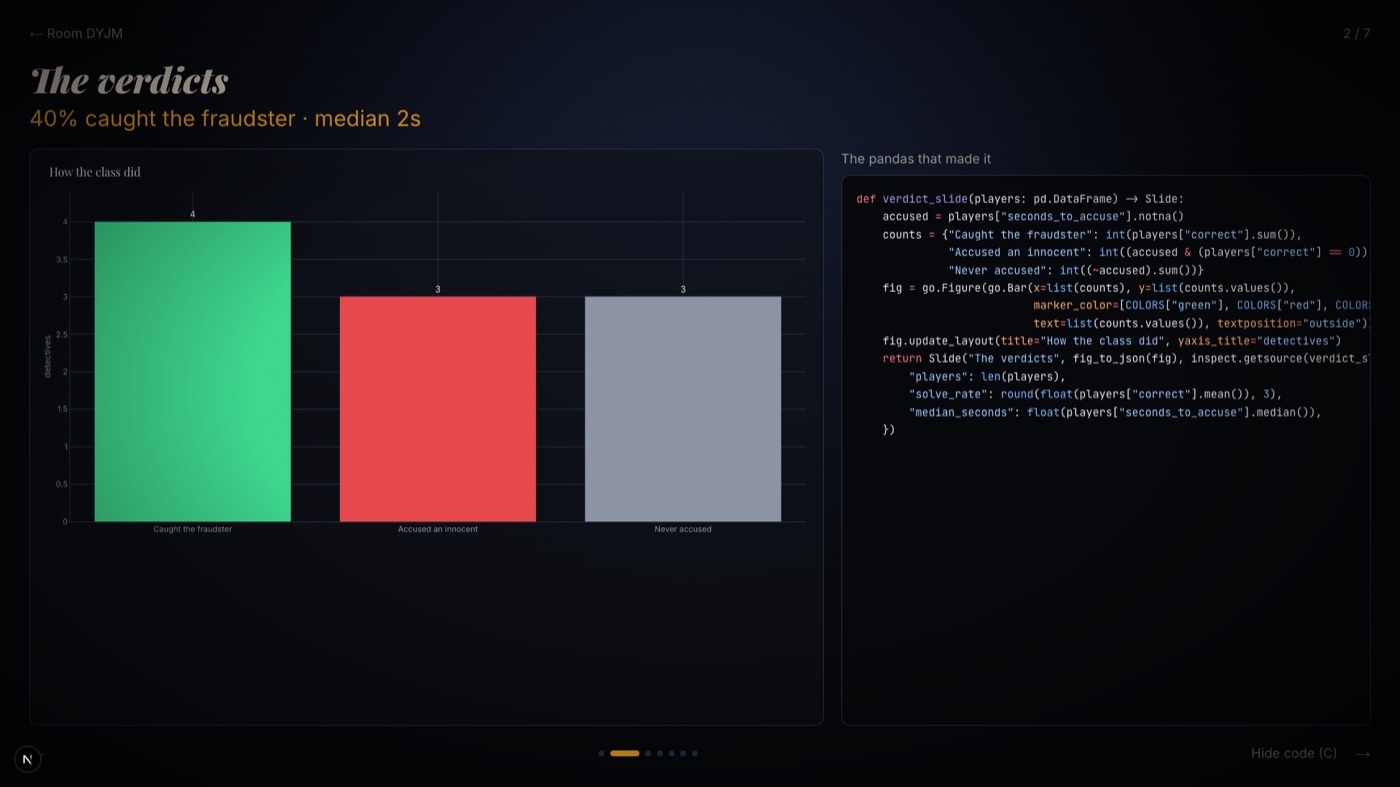 ← Room DYJM
2 / 7
The verdicts
40% caught the fraudster · median 2s
How the class did
4
3
3
4
3.5
3
2.5
2
1.5
1
0.5
0
detectives
Caught the fraudster
Accused an innocent
Never accused
The pandas that made it
def verdict_slide(players: pd.DataFrame) -> Slide:
    accused = players["seconds_to_accuse"].notna()
    counts = {"Caught the fraudster": int(players["correct"].sum()),
              "Accused an innocent": int((accused & (players["correct"] == 0))
              "Never accused": int((~accused).sum())}
    fig = go.Figure(go.Bar(x=list(counts), y=list(counts.values()),
                           marker_color=[COLORS["green"], COLORS["red"], COLOR
                           text=list(counts.values()), textposition="outside")
    fig.update_layout(title="How the class did", yaxis_title="detectives")
    return Slide("The verdicts", fig_to_json(fig), inspect.getsource(verdict_s
        "players": len(players),
        "solve_rate": round(float(players["correct"].mean()), 3),
        "median_seconds": float(players["seconds_to_accuse"].median()),
    })
N
Hide code (C) →